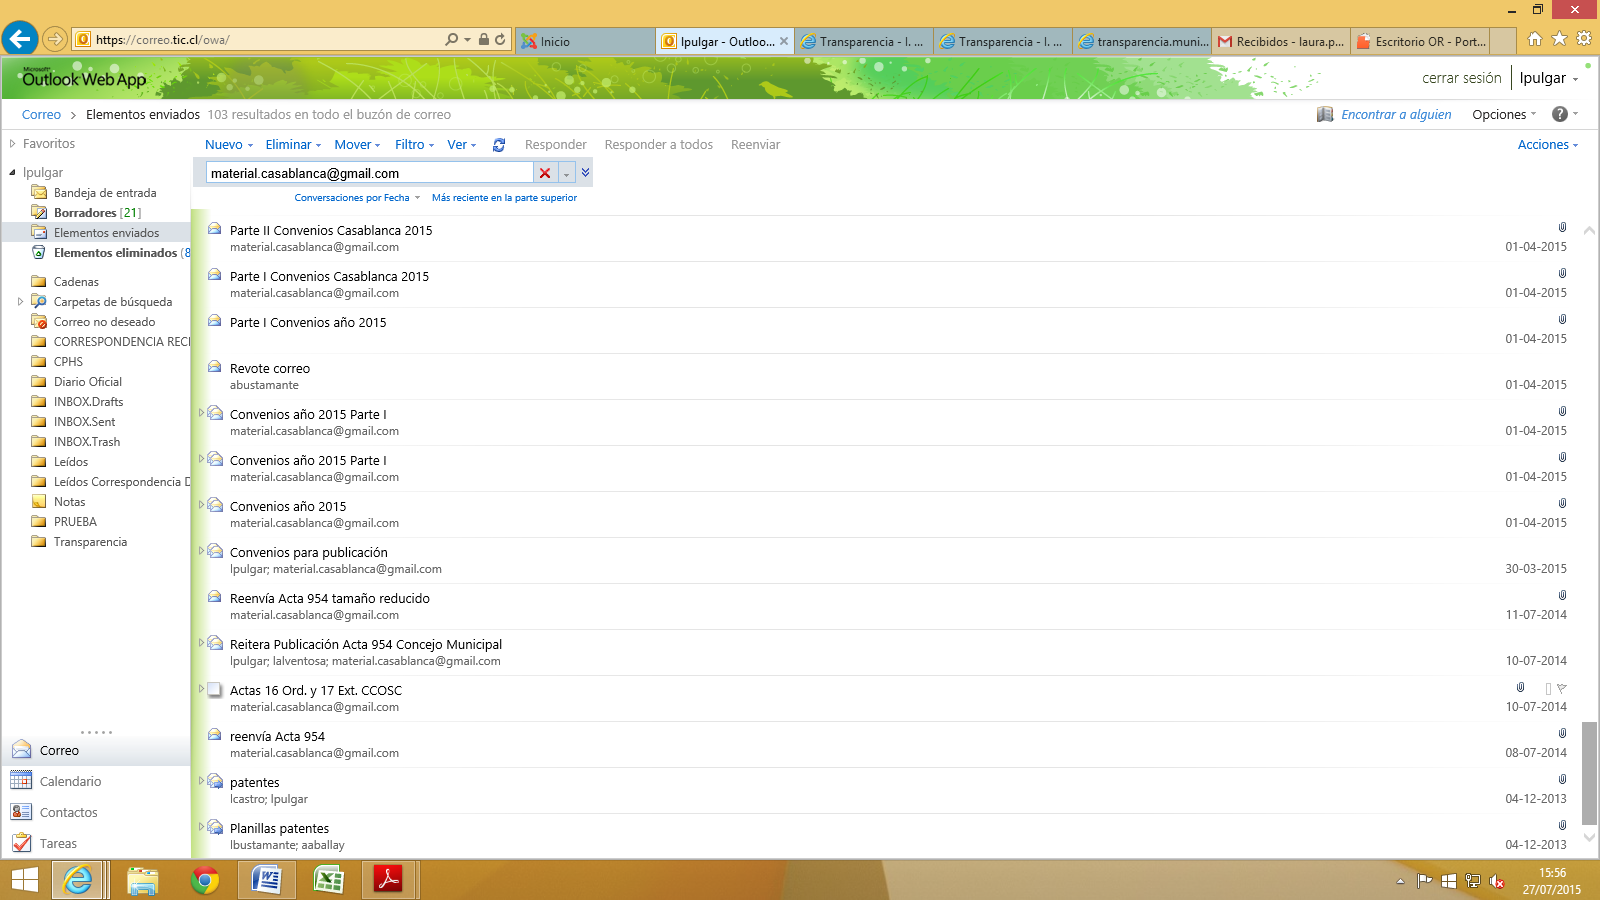 https://correo.tic.cl/owa/
Inicio
lpulgar - Outloo...
Transparencia - I. ...
Transparencia - I. ...
transparencia.muni...
Recibidos - laura.p...
Escritorio OR - Port...
Microsoft
Outlook Web App
cerrar sesión
lpulgar
Correo > Elementos enviados 103 resultados en todo el buzón de correo
Encontrar a alguien
Opciones
Favoritos
lpulgar
Bandeja de entrada
Borradores [21]
Elementos enviados
Elementos eliminados (8
Cadenas
Carpetas de búsqueda
Correo no deseado
CORRESPONDENCIA RECI
CPHS
Diario Oficial
INBOX.Drafts
INBOX.Sent
INBOX.Trash
Leídos
Leídos Correspondencia D
Notas
PRUEBA
Transparencia
Correo
Calendario
Contactos
Tareas
Nuevo Eliminar Mover Filtro Ver Responder Responder a todos Reenviar
Acciones
material.casablanca@gmail.com
Conversaciones por Fecha Más reciente en la parte superior
Parte II Convenios Casablanca 2015
material.casablanca@gmail.com 01-04-2015
Parte I Convenios Casablanca 2015
material.casablanca@gmail.com 01-04-2015
Parte I Convenios año 2015
01-04-2015
Revote correo
abustamante 01-04-2015
Convenios año 2015 Parte I
material.casablanca@gmail.com 01-04-2015
Convenios año 2015 Parte I
material.casablanca@gmail.com 01-04-2015
Convenios año 2015
material.casablanca@gmail.com 01-04-2015
Convenios para publicación
lpulgar; material.casablanca@gmail.com 30-03-2015
Reenvía Acta 954 tamaño reducido
material.casablanca@gmail.com 11-07-2014
Reitera Publicación Acta 954 Concejo Municipal
lpulgar; lalventosa; material.casablanca@gmail.com 10-07-2014
Actas 16 Ord. y 17 Ext. CCOSC
material.casablanca@gmail.com 10-07-2014
reenvía Acta 954
material.casablanca@gmail.com 08-07-2014
patentes
lcastro; lpulgar 04-12-2013
Planillas patentes
lbustamante; aaballay 04-12-2013
15:56
27/07/2015